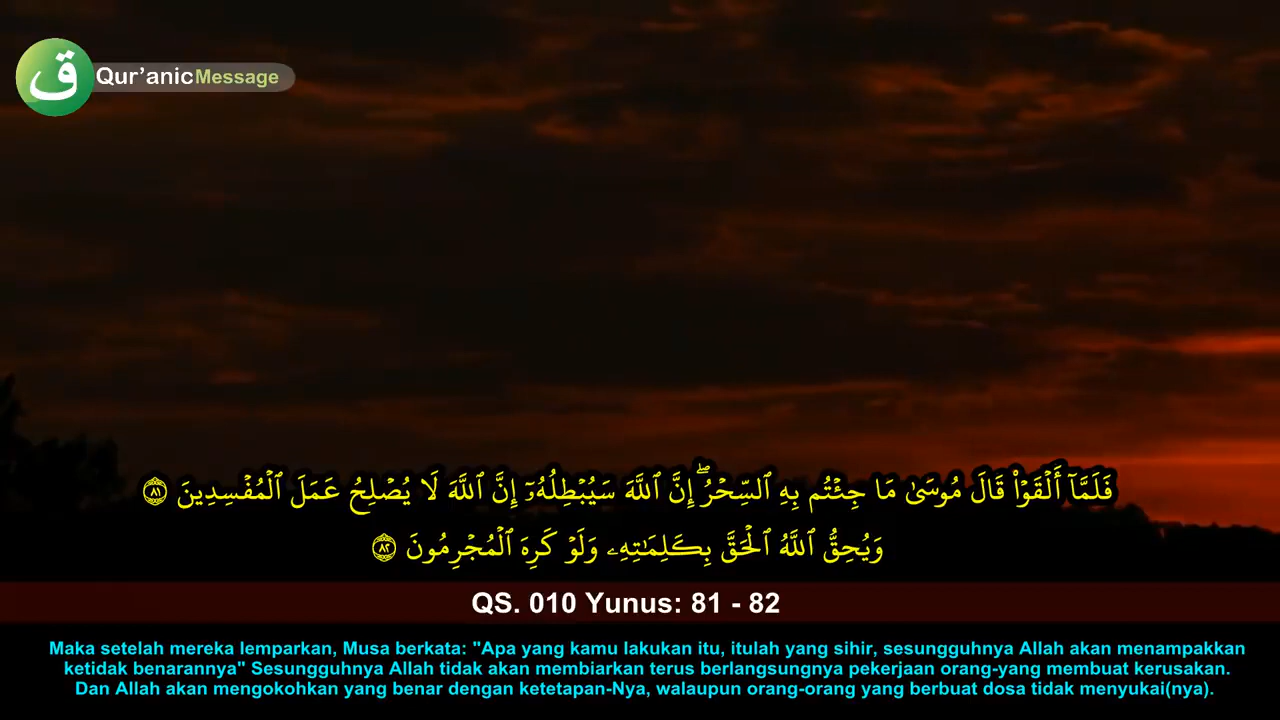 ق
Qur’anicMessage
فَلَمَّآ أَلْقَوْا۟ قَالَ مُوسَىٰ مَا جِئْتُم بِهِ ٱلسِّحْرُ ۖ إِنَّ ٱللَّهَ سَيُبْطِلُهُۥٓ إِنَّ ٱللَّهَ لَا يُصْلِحُ عَمَلَ ٱلْمُفْسِدِينَ ٨١
وَيُحِقُّ ٱللَّهُ ٱلْحَقَّ بِكَلِمَـٰتِهِۦ وَلَوْ كَرِهَ ٱلْمُجْرِمُونَ ٨٢
QS. 010 Yunus: 81 - 82
Maka setelah mereka lemparkan, Musa berkata: "Apa yang kamu lakukan itu, itulah yang sihir, sesungguhnya Allah akan menampakkan
ketidak benarannya" Sesungguhnya Allah tidak akan membiarkan terus berlangsungnya pekerjaan orang-yang membuat kerusakan.
Dan Allah akan mengokohkan yang benar dengan ketetapan-Nya, walaupun orang-orang yang berbuat dosa tidak menyukai(nya).